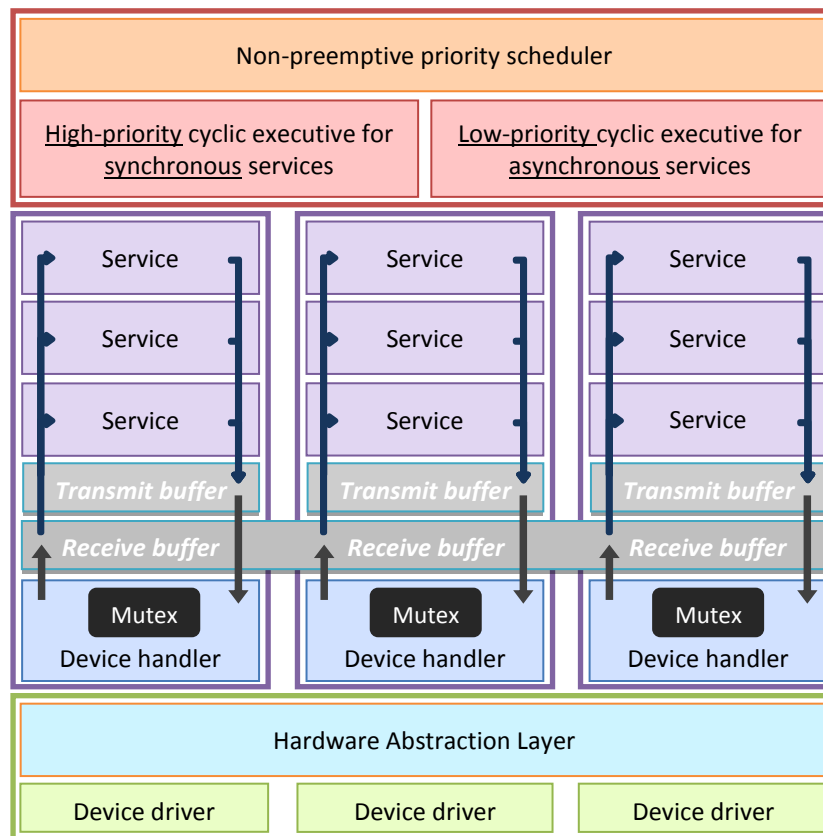 Non-preemptive priority scheduler
High-priority cyclic executive for
synchronous services
Low-priority cyclic executive for
asynchronous services
Service
Service
Service
Service
Service
Service
Service
Service
Service
Transmit buffer
Transmit buffer
Transmit buffer
Receive buffer
Receive buffer
Receive buffer
Mutex
Mutex
Mutex
Device handler
Device handler
Device handler
Hardware Abstraction Layer
Device driver
Device driver
Device driver